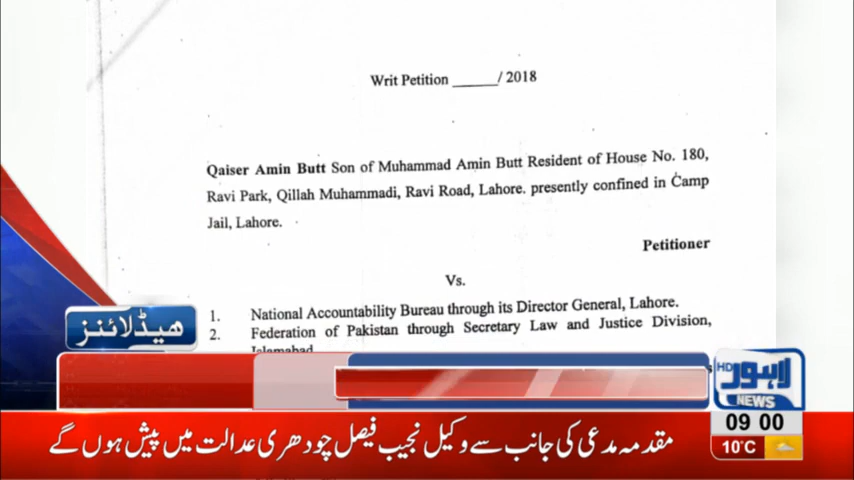 Writ Petition ______/ 2018
Qaiser Amin Butt Son of Muhammad Amin Butt Resident of House No. 180,
Ravi Park, Qillah Muhammadi, Ravi Road, Lahore. presently confined in Camp
Jail, Lahore.
Petitioner
Vs.
1. National Accountability Bureau through its Director General, Lahore.
2. Federation of Pakistan through Secretary Law and Justice Division,
Islamabad
ھیڈلائنز
HD لاہور
NEWS
09 00
10°C
مقدمہ مدعی کی جانب سے وکیل نجیب فیصل چودھری عدالت میں پیش ہوں گے